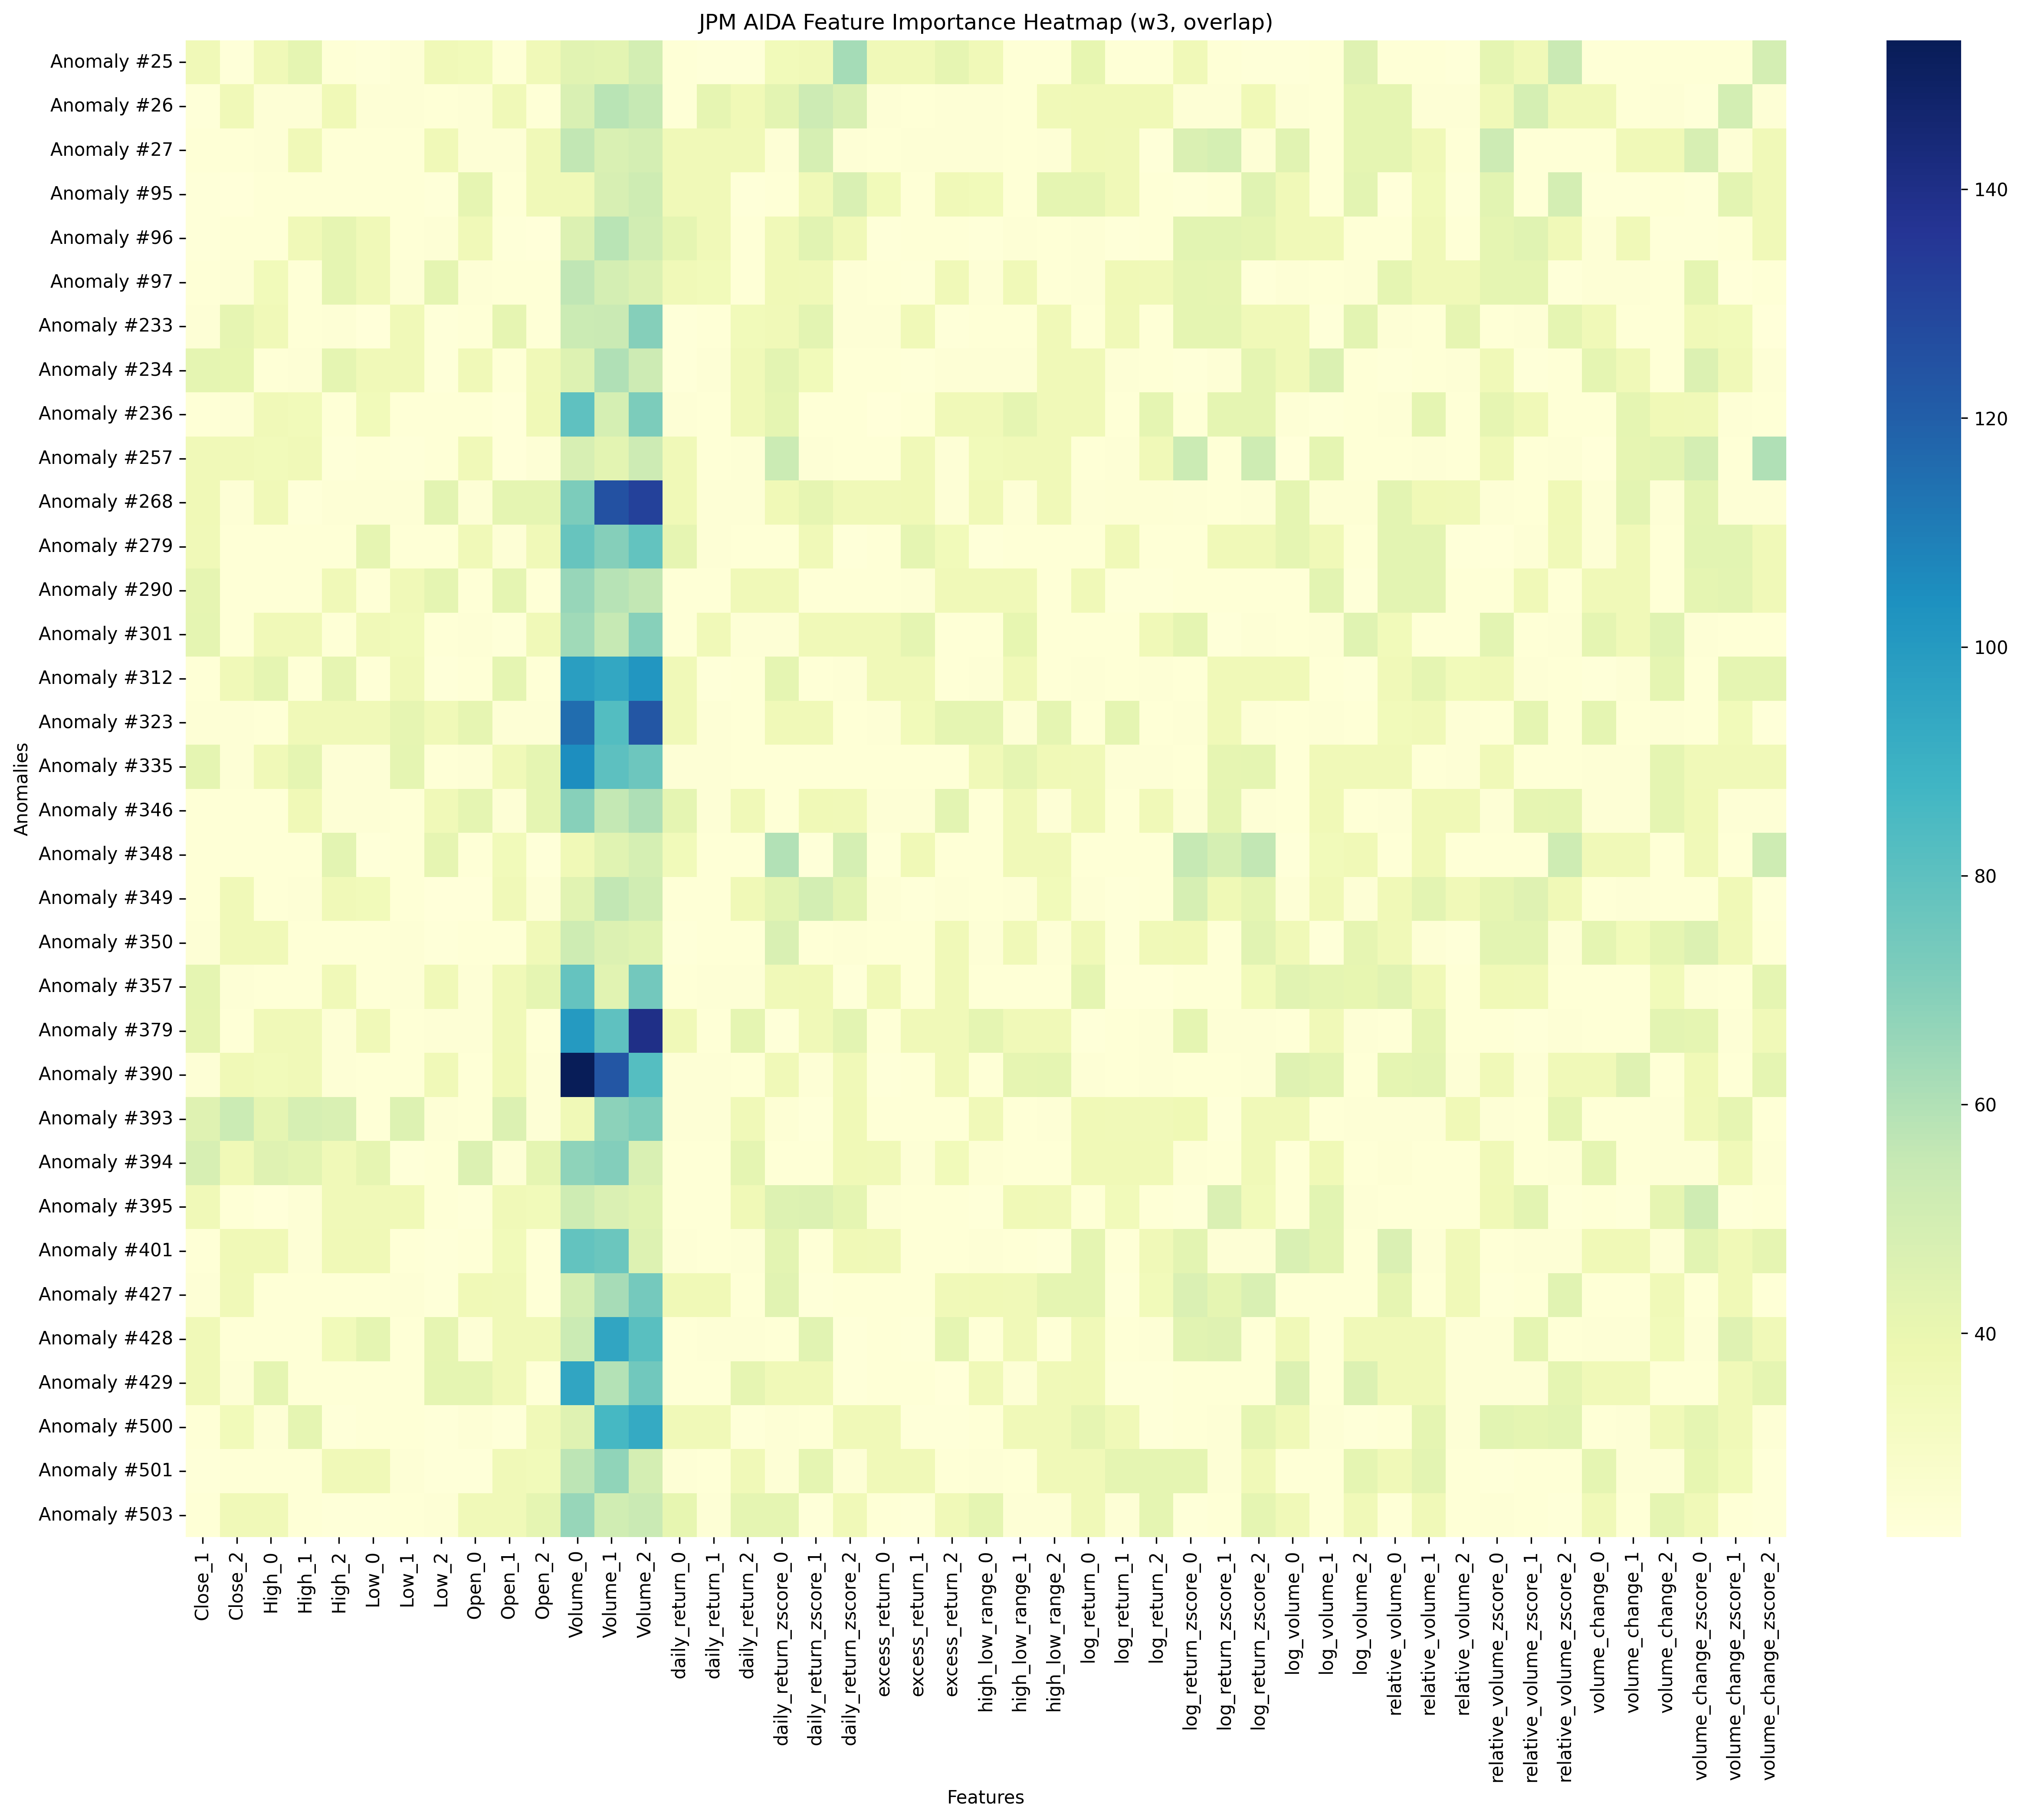 JPM AIDA Feature Importance Heatmap (w3, overlap)
Anomalies
Anomaly #25
Anomaly #26
Anomaly #27
Anomaly #95
Anomaly #96
Anomaly #97
Anomaly #233
Anomaly #234
Anomaly #236
Anomaly #257
Anomaly #268
Anomaly #279
Anomaly #290
Anomaly #301
Anomaly #312
Anomaly #323
Anomaly #335
Anomaly #346
Anomaly #348
Anomaly #349
Anomaly #350
Anomaly #357
Anomaly #379
Anomaly #390
Anomaly #393
Anomaly #394
Anomaly #395
Anomaly #401
Anomaly #427
Anomaly #428
Anomaly #429
Anomaly #500
Anomaly #501
Anomaly #503
Close_1
Close_2
High_0
High_1
High_2
Low_0
Low_1
Low_2
Open_0
Open_1
Open_2
Volume_0
Volume_1
Volume_2
daily_return_0
daily_return_1
daily_return_2
daily_return_zscore_0
daily_return_zscore_1
daily_return_zscore_2
excess_return_0
excess_return_1
excess_return_2
high_low_range_0
high_low_range_1
high_low_range_2
log_return_0
log_return_1
log_return_2
log_return_zscore_0
log_return_zscore_1
log_return_zscore_2
log_volume_0
log_volume_1
log_volume_2
relative_volume_0
relative_volume_1
relative_volume_2
relative_volume_zscore_0
relative_volume_zscore_1
relative_volume_zscore_2
volume_change_0
volume_change_1
volume_change_2
volume_change_zscore_0
volume_change_zscore_1
volume_change_zscore_2
Features
140
120
100
80
60
40